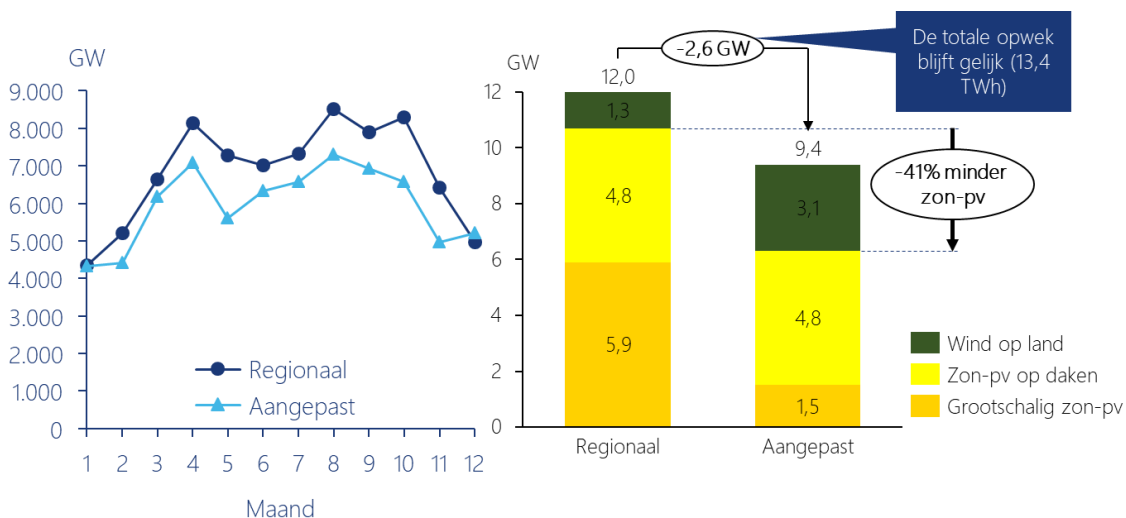 GW
9.000
8.000
7.000
6.000
5.000
4.000
3.000
2.000
1.000
0
1 2 3 4 5 6 7 8 9 10 11 12
Maand
Regionaal
Aangepast
GW
12
10
8
6
4
2
0
12,0
1,3
4,8
5,9
Regionaal
9,4
3,1
4,8
1,5
Aangepast
-2,6 GW
De totale opwek
blijft gelijk (13,4
TWh)
-41% minder
zon-pv
Wind op land
Zon-pv op daken
Grootschalig zon-pv